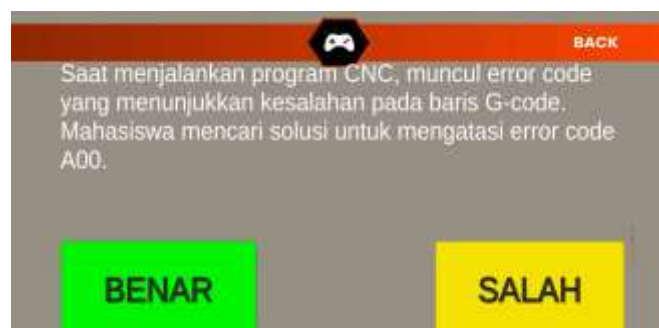 BACK
Saat menjalankan program CNC, muncul error code
yang menunjukkan kesalahan pada baris G-code.
Mahasiswa mencari solusi untuk mengatasi error code
A00.
BENAR
SALAH